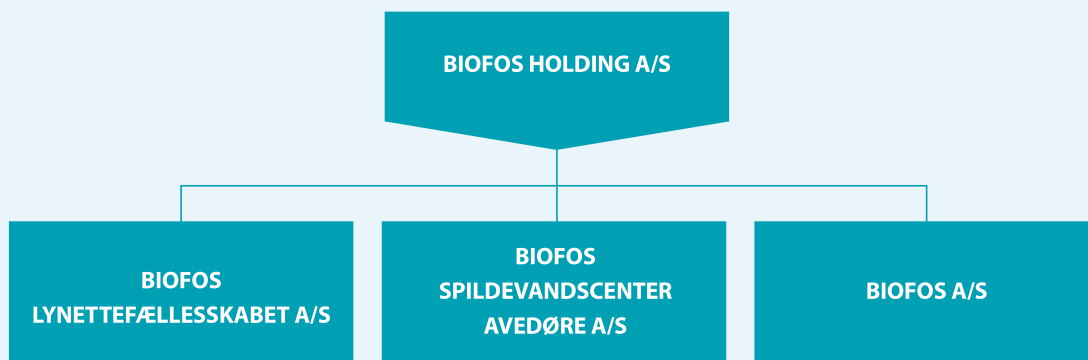 BIOFOS HOLDING A/S
BIOFOS
LYNETTEFÆLLESSKABET A/S
BIOFOS
SPILDEVANDSCENTER
AVEDØRE A/S
BIOFOS A/S